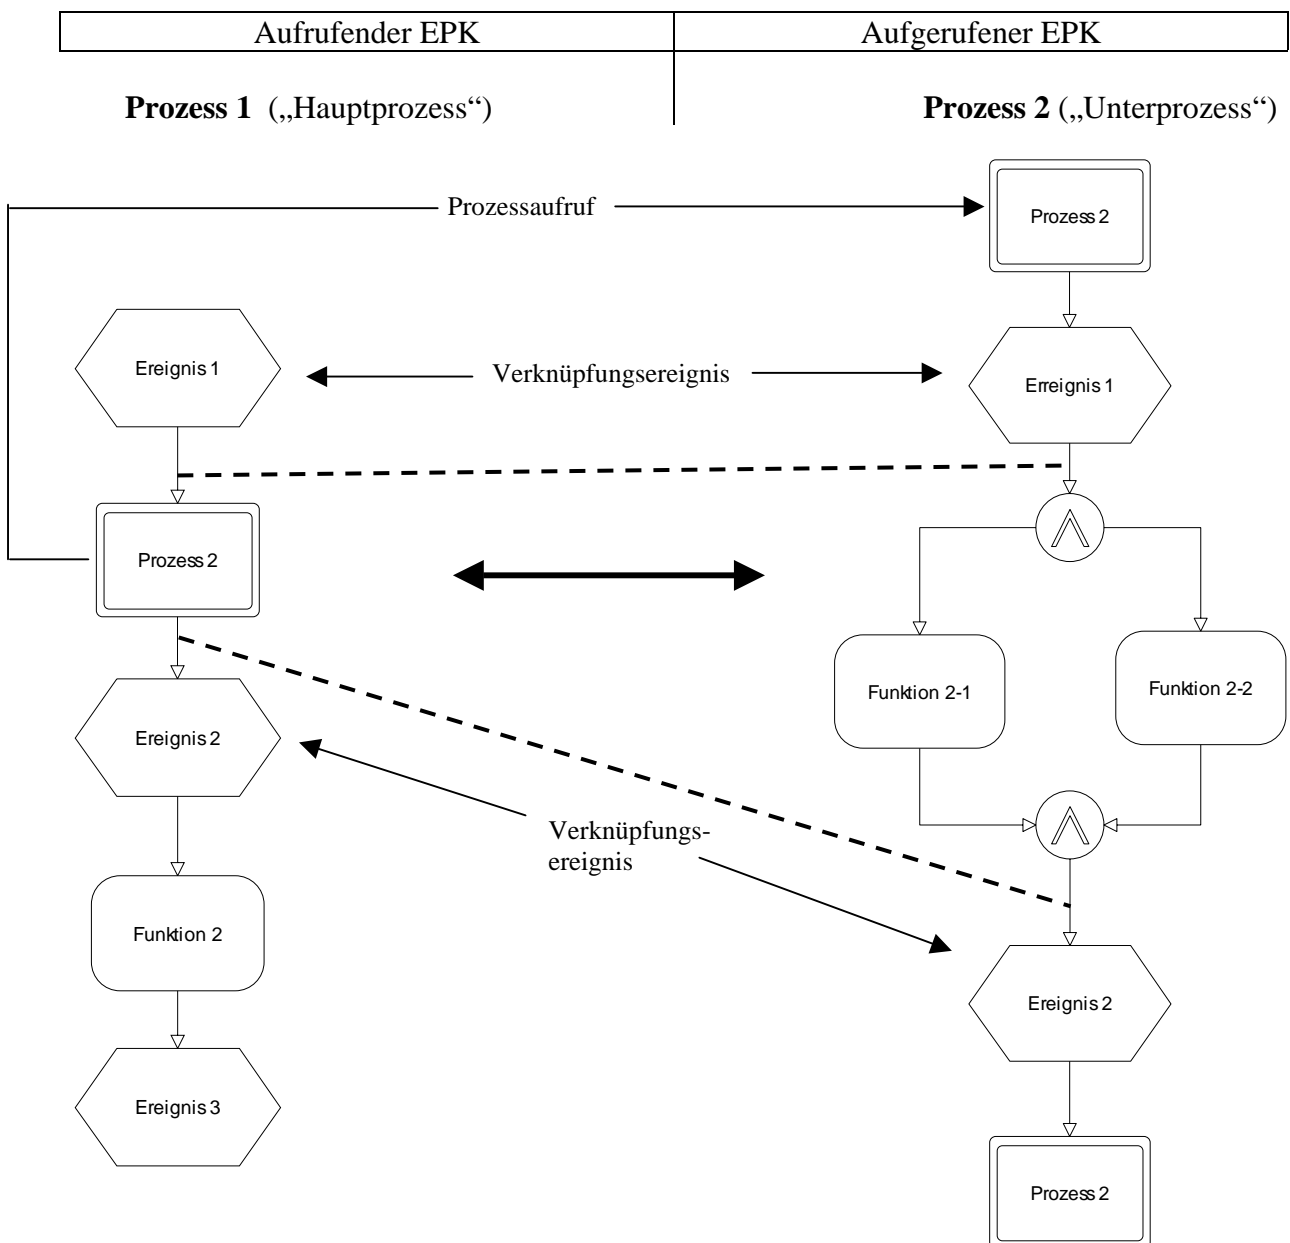 Aufrufender EPK
Aufgerufener EPK
Prozess 1 („Hauptprozess“)
Prozess 2 („Unterprozess“)
Prozessaufruf
Prozess 2
Ereignis 1
Verknüpfungsereignis
Erreignis 1
Prozess 2
Funktion 2-1
Funktion 2-2
Ereignis 2
Verknüpfungs-
ereignis
Funktion 2
Ereignis 2
Ereignis 3
Prozess 2